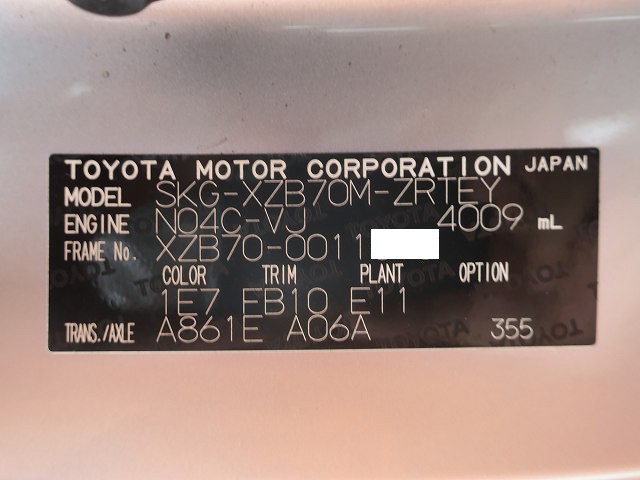 TOYOTA MOTOR CORPORATION JAPAN
MODEL SKG-XZB70M-ZRTEY
ENGINE N04C-VJ 4009 mL
FRAME No. XZB70-0011
COLOR TRIM PLANT OPTION
1E7 FB10 E11
TRANS./AXLE A861E A06A 355